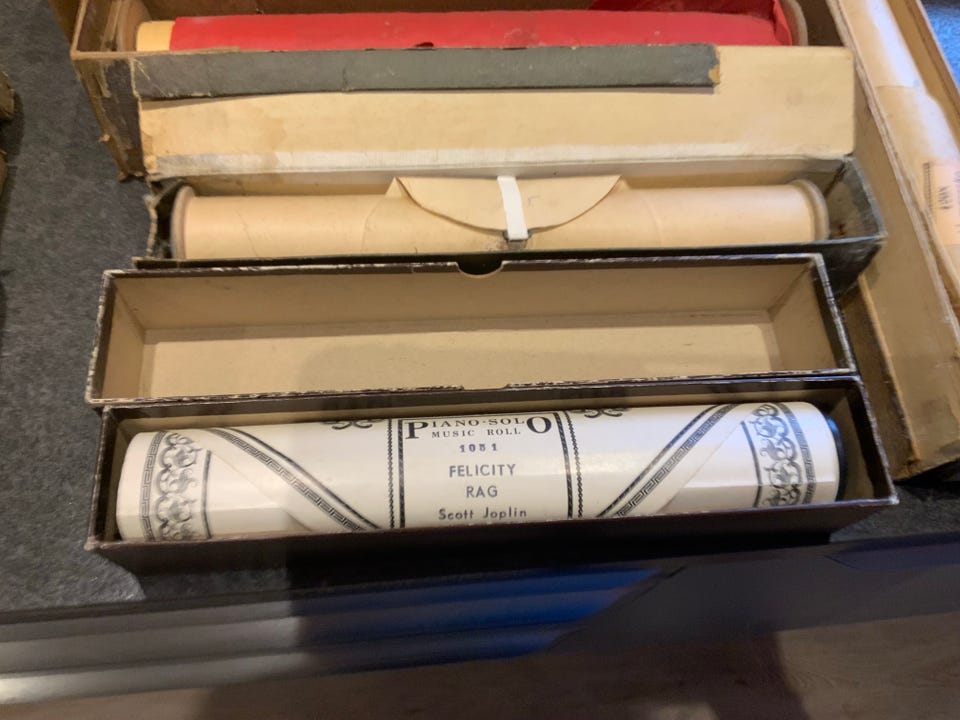 PIANO-SOLO
MUSIC ROLL
1051
FELICITY
RAG
Scott Joplin